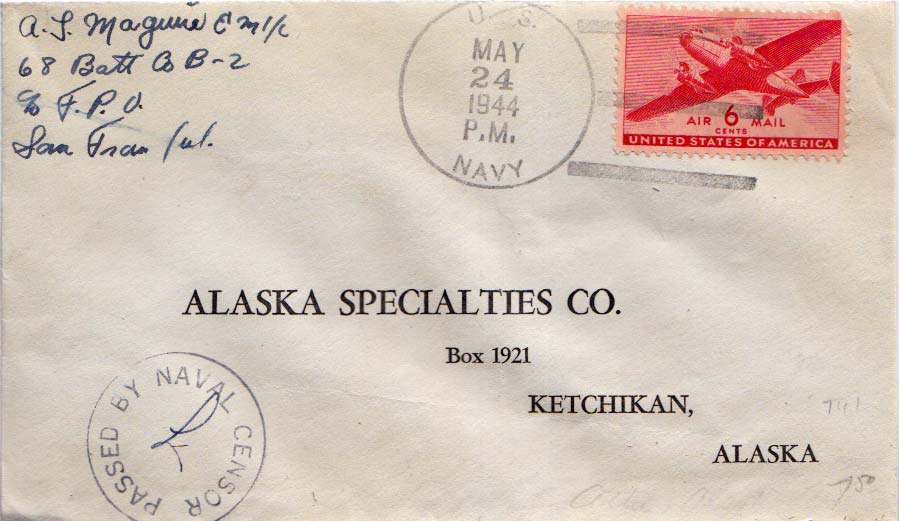 A. J. Maguire EM1/c
68 Batt Co B-2
c/o F.P.O.
San Fran Cal.
U.S.
MAY
24
1944
P.M.
NAVY
AIR 6 MAIL
CENTS
UNITED STATES OF AMERICA
ALASKA SPECIALTIES CO.
Box 1921
KETCHIKAN,
ALASKA
PASSED BY NAVAL CENSOR